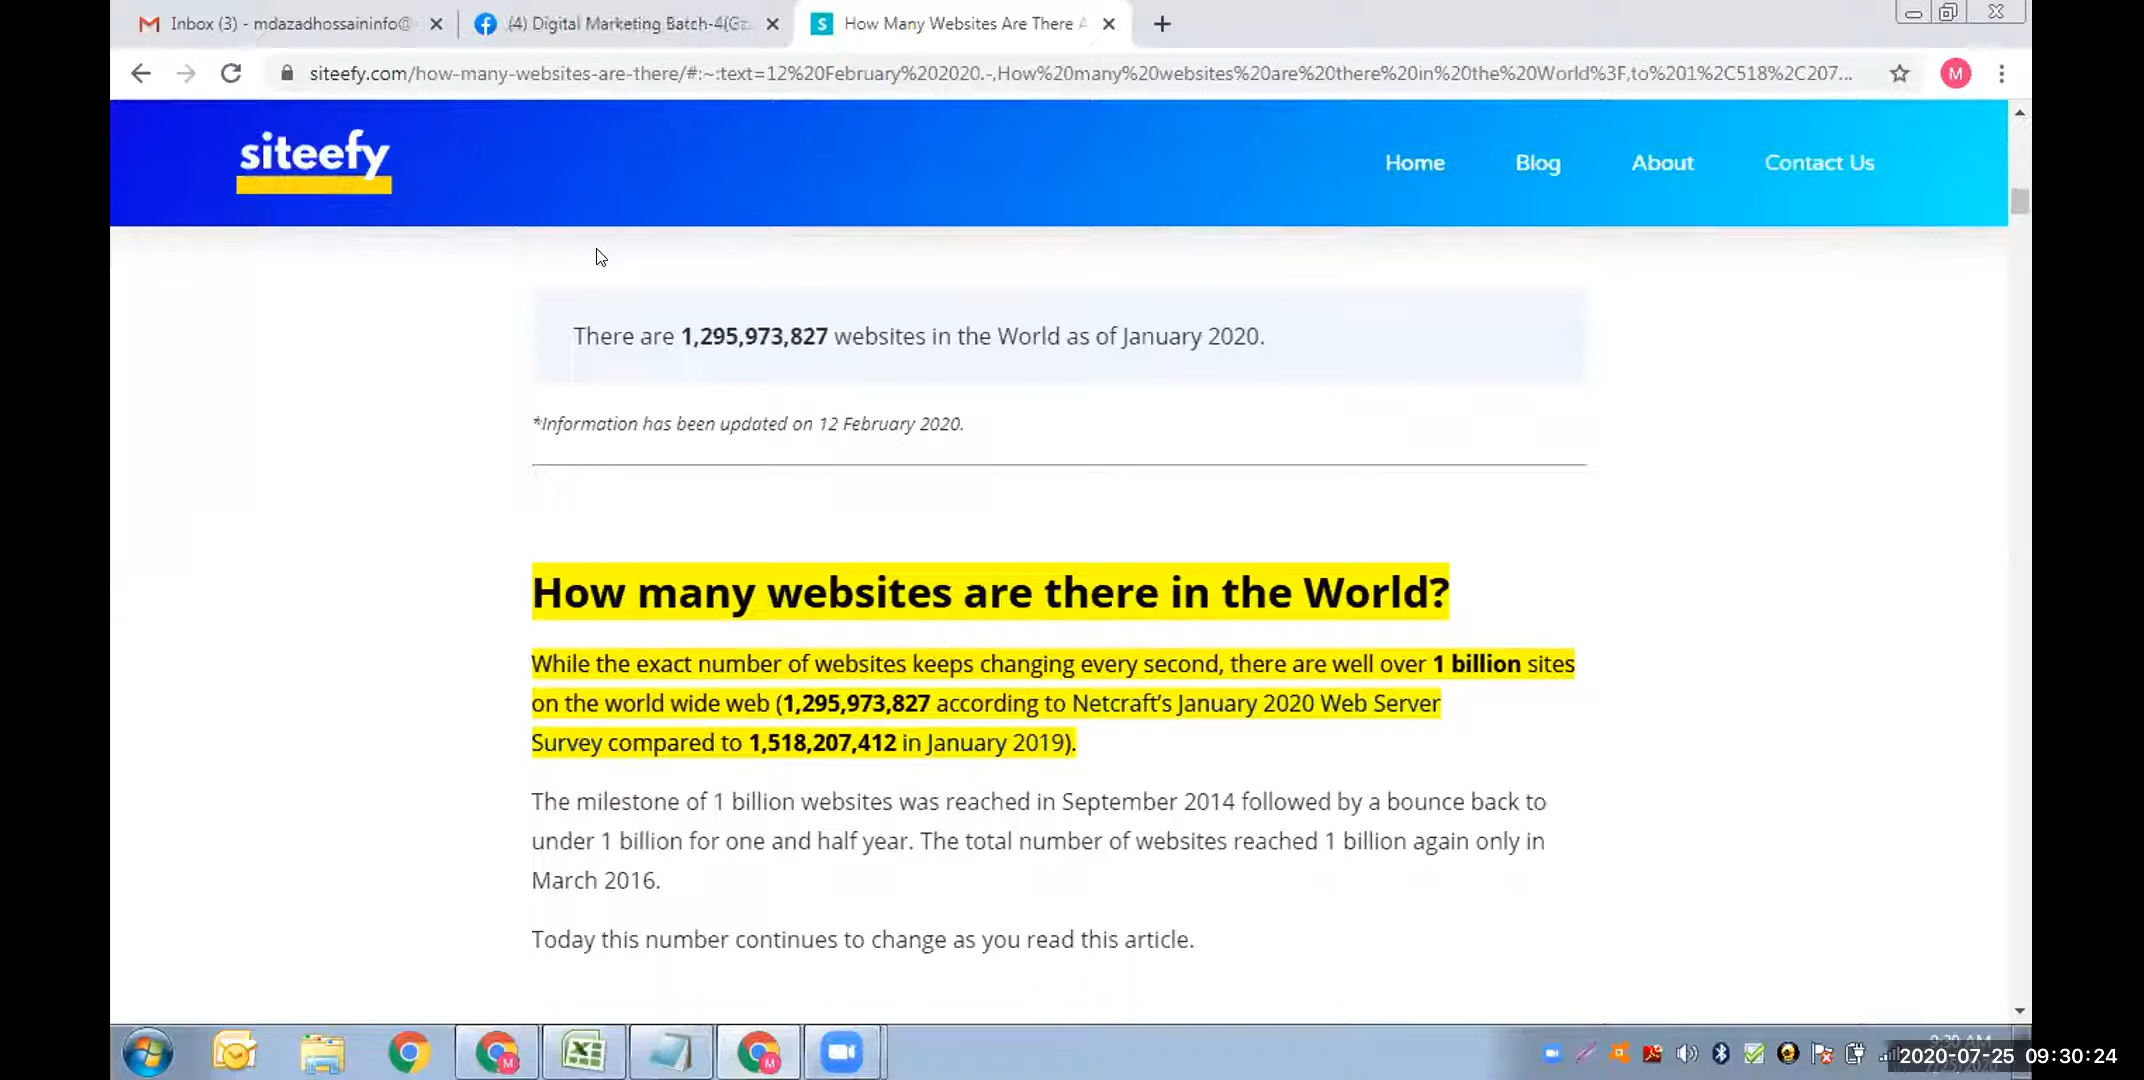 Inbox (3) - mdazadhossaininfo@
(4) Digital Marketing Batch-4(Ga
How Many Websites Are There A
siteefy.com/how-many-websites-are-there/#:~:text=12%20February%202020.-,How%20many%20websites%20are%20there%20in%20the%20World%3F,to%201%2C518%2C207...
M
siteefy
Home
Blog
About
Contact Us
There are 1,295,973,827 websites in the World as of January 2020.
*Information has been updated on 12 February 2020.
How many websites are there in the World?
While the exact number of websites keeps changing every second, there are well over 1 billion sites
on the world wide web (1,295,973,827 according to Netcraft's January 2020 Web Server
Survey compared to 1,518,207,412 in January 2019).
The milestone of 1 billion websites was reached in September 2014 followed by a bounce back to
under 1 billion for one and half year. The total number of websites reached 1 billion again only in
March 2016.
Today this number continues to change as you read this article.
9:30 AM
2020-07-25 09:30:24